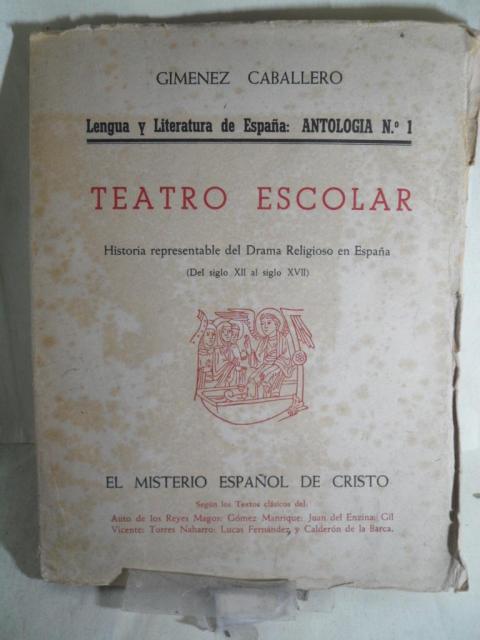 GIMENEZ CABALLERO
Lengua y Literatura de España: ANTOLOGIA N.º 1
TEATRO ESCOLAR
Historia representable del Drama Religioso en España
(Del siglo XII al siglo XVII)
EL MISTERIO ESPAÑOL DE CRISTO
Según los Textos clásicos del:
Auto de los Reyes Magos: Gómez Manrique: Juan del Enzina: Gil
Vicente: Torres Naharro: Lucas Fernández y Calderón de la Barca.